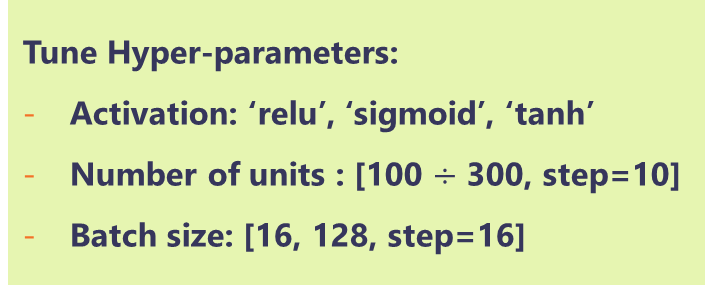 Tune Hyper-parameters:
- Activation: ‘relu’, ‘sigmoid’, ‘tanh’
- Number of units : [100 ÷ 300, step=10]
- Batch size: [16, 128, step=16]